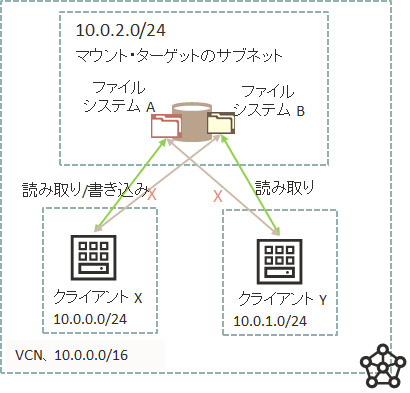 10.0.2.0/24
マウント・ターゲットのサブネット
ファイル
システム A
ファイル
システム B
読み取り/書き込み
読み取り
X
X
クライアント X
10.0.0.0/24
クライアント Y
10.0.1.0/24
VCN、10.0.0.0/16